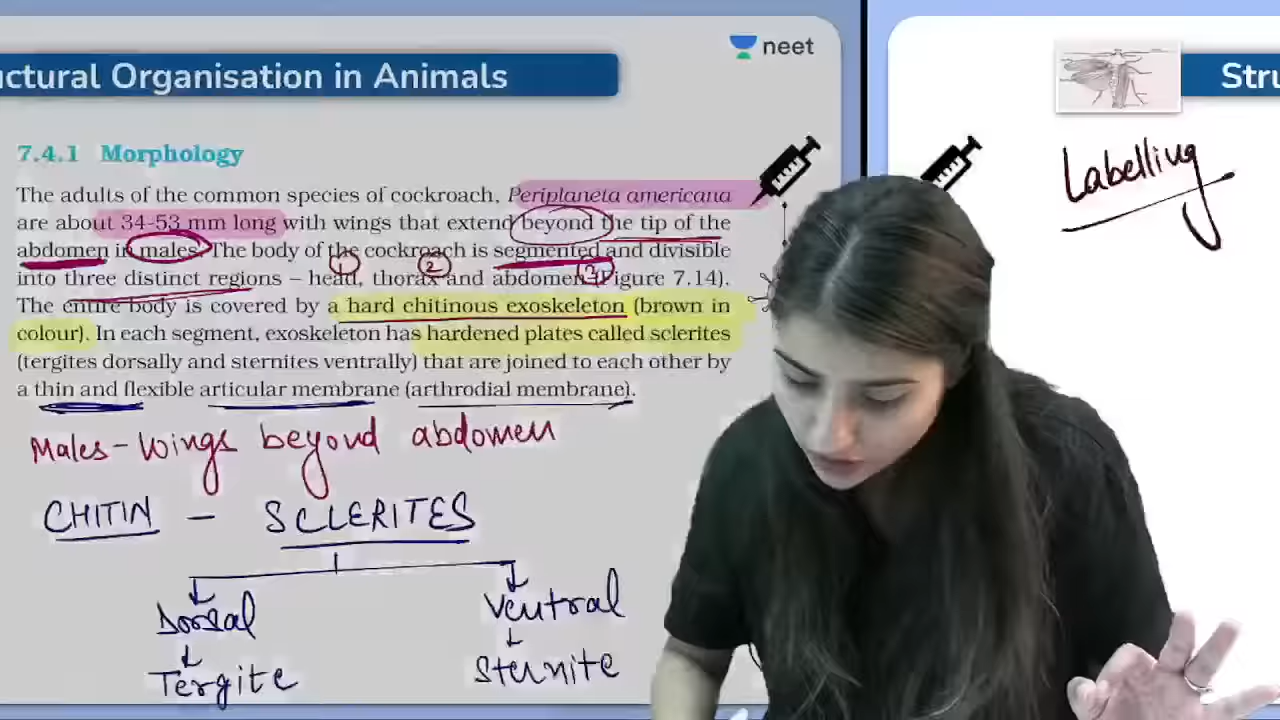 uctural Organisation in Animals
neet
7.4.1 Morphology
The adults of the common species of cockroach, Periplaneta americana
are about 34-53 mm long with wings that extend beyond the tip of the
abdomen in males. The body of the cockroach is segmented and divisible
into three distinct regions – head, thorax and abdomen (Figure 7.14).
1 2 3
The entire body is covered by a hard chitinous exoskeleton (brown in
colour). In each segment, exoskeleton has hardened plates called sclerites
(tergites dorsally and sternites ventrally) that are joined to each other by
a thin and flexible articular membrane (arthrodial membrane).
Males - Wings beyond abdomen
CHITIN - SCLERITES
Dorsal Ventral
Tergite Sternite
Stru
Labelling